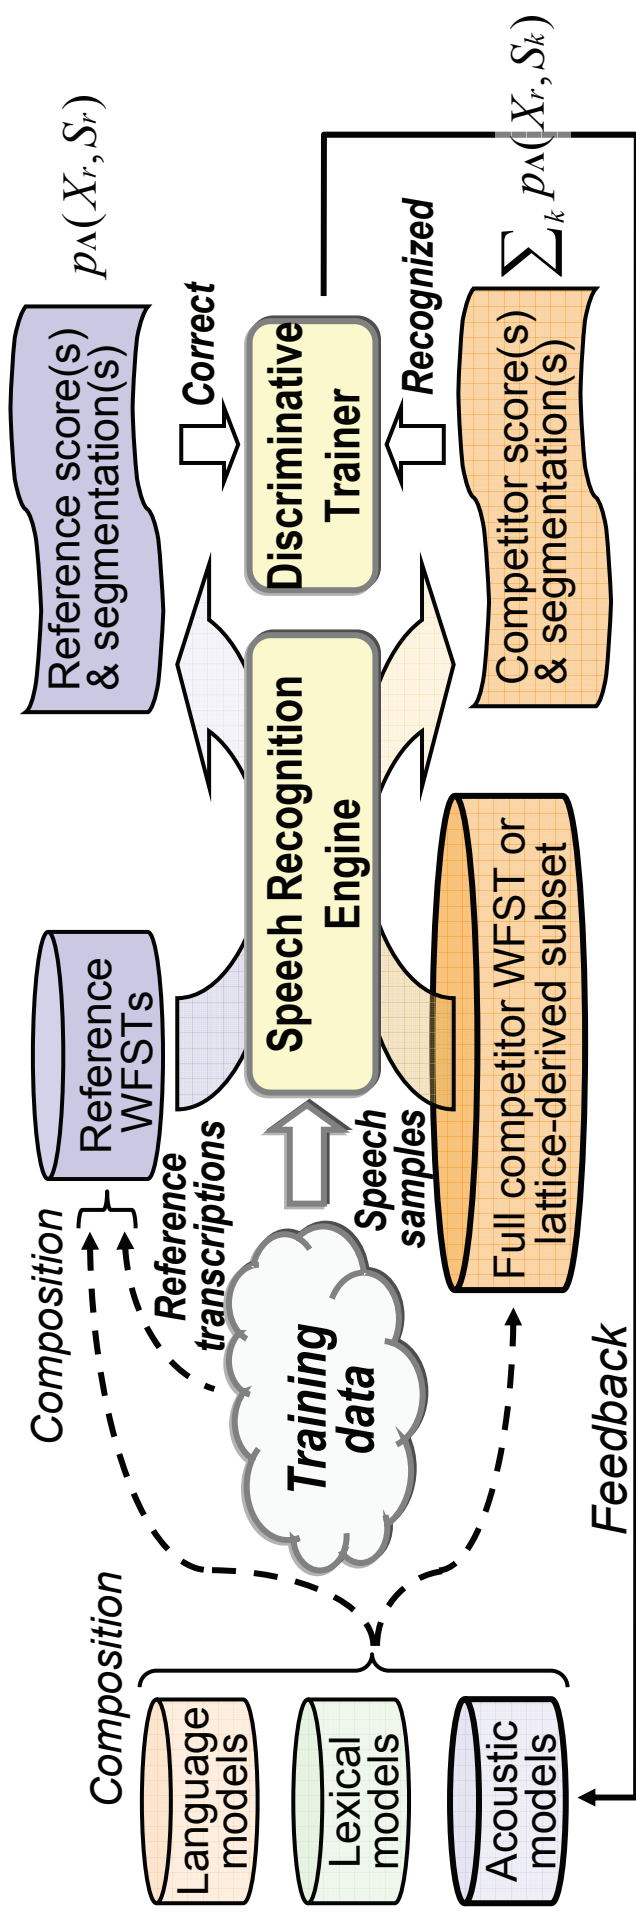 Composition
Language
models
Lexical
models
Acoustic
models
Composition
Reference
transcriptions
Training
data
Speech
samples
Reference
WFSTs
Speech Recognition
Engine
Full competitor WFST or
lattice-derived subset
Reference score(s)
& segmentation(s)
pΛ(Xr,Sr)
Correct
Discriminative
Trainer
Recognized
Competitor score(s)
& segmentation(s)
∑k pΛ(Xr,Sk)
Feedback